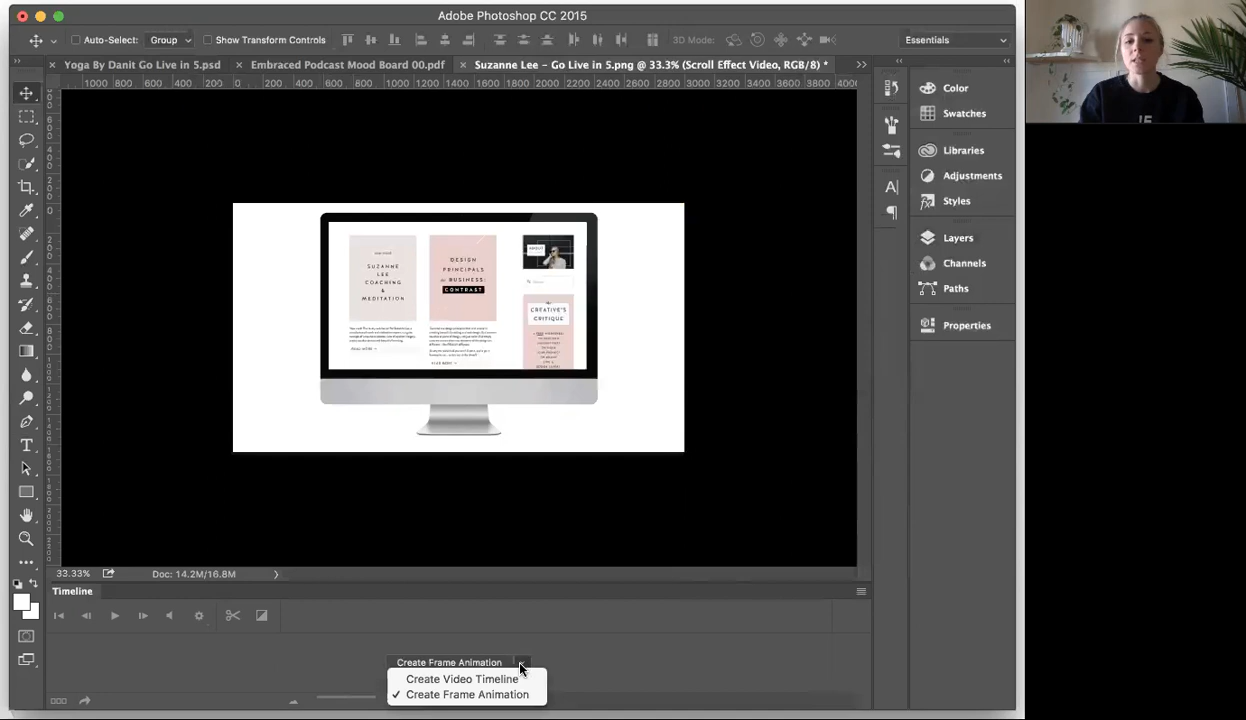 Adobe Photoshop CC 2015
Auto-Select: Group Show Transform Controls 3D Mode: Essentials
Yoga By Danit Go Live in 5.psd Embraced Podcast Mood Board 00.pdf Suzanne Lee – Go Live in 5.png @ 33.3% (Scroll Effect Video, RGB/8) *
1000 800 600 400 200 0 200 400 600 800 1000 1200 1400 1600 1800 2000 2200 2400 2600 2800 3000 3200 3400 3600 3800 4000
Color
Swatches
Libraries
Adjustments
Styles
Layers
Channels
Paths
Properties
SUZANNE
LEE
COACHING
&
MEDITATION
DESIGN
PRINCIPALS
BUSINESS:
CONTRAST
ABOUT
CREATIVE'S
CRITIQUE
33.33% Doc: 14.2M/16.8M
Timeline
Create Frame Animation
Create Video Timeline
Create Frame Animation